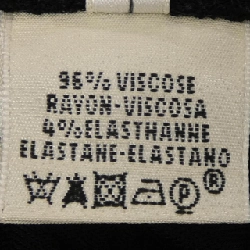 96% VISCOSE
RAYON-VISCOSA
4% ELASTHANNE
ELASTANE-ELASTANO
P ®